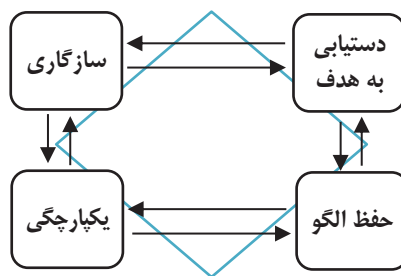 دستیابی
به هدف
سازگاری
حفظ الگو
یکپارچگی